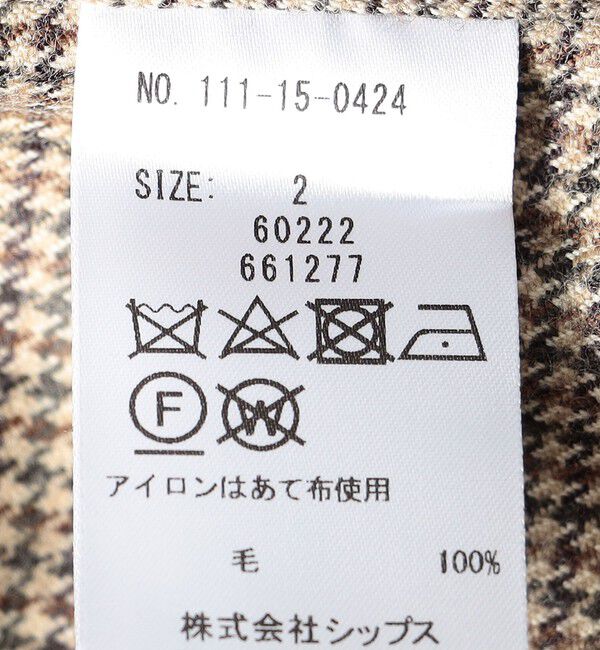 NO. 111-15-0424
SIZE: 2
60222
661277
F W
アイロンはあて布使用
毛 100%
株式会社シップス